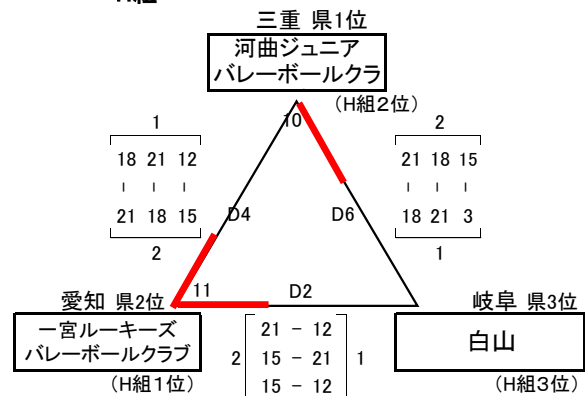 三重 県1位
河曲ジュニア
バレーボールクラ
(H組2位)
10
1
18 21 12
- - -
21 18 15
2
2
21 18 15
- - -
18 21 3
1
D4
D6
11
D2
愛知 県2位
一宮ルーキーズ
バレーボールクラブ
(H組1位)
2
21 - 12
15 - 21
15 - 12
1
岐阜 県3位
白山
(H組3位)